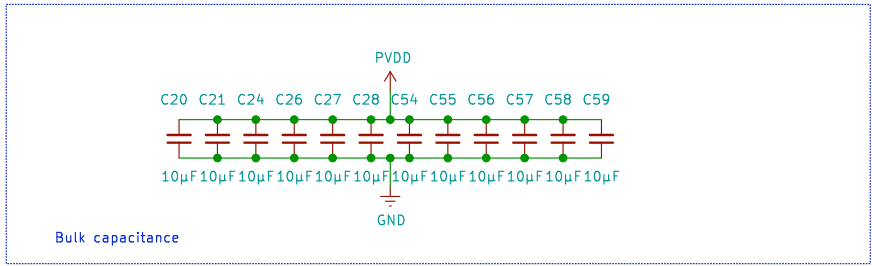 PVDD
C20 C21 C24 C26 C27 C28 C54 C55 C56 C57 C58 C59
10µF 10µF 10µF 10µF 10µF 10µF 10µF 10µF 10µF 10µF 10µF 10µF
GND
Bulk capacitance